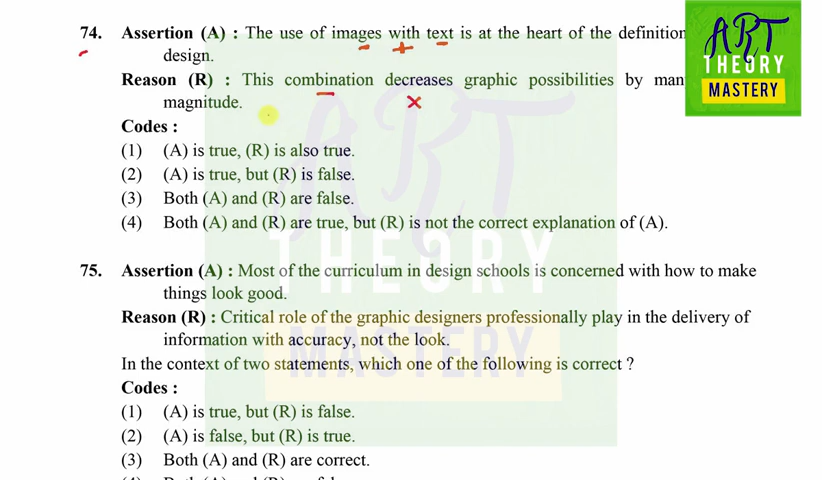 74. Assertion (A) : The use of images with text is at the heart of the definition
design.
Reason (R) : This combination decreases graphic possibilities by
magnitude.
Codes :
(1) (A) is true, (R) is also true.
(2) (A) is true, but (R) is false.
(3) Both (A) and (R) are false.
(4) Both (A) and (R) are true, but (R) is not the correct explanation of (A).
75. Assertion (A) : Most of the curriculum in design schools is concerned with how to make
things look good.
Reason (R) : Critical role of the graphic designers professionally play in the delivery of
information with accuracy, not the look.
In the context of two statements, which one of the following is correct ?
Codes :
(1) (A) is true, but (R) is false.
(2) (A) is false, but (R) is true.
(3) Both (A) and (R) are correct.
ART
THEORY
MASTERY
ART
THEORY
MASTERY